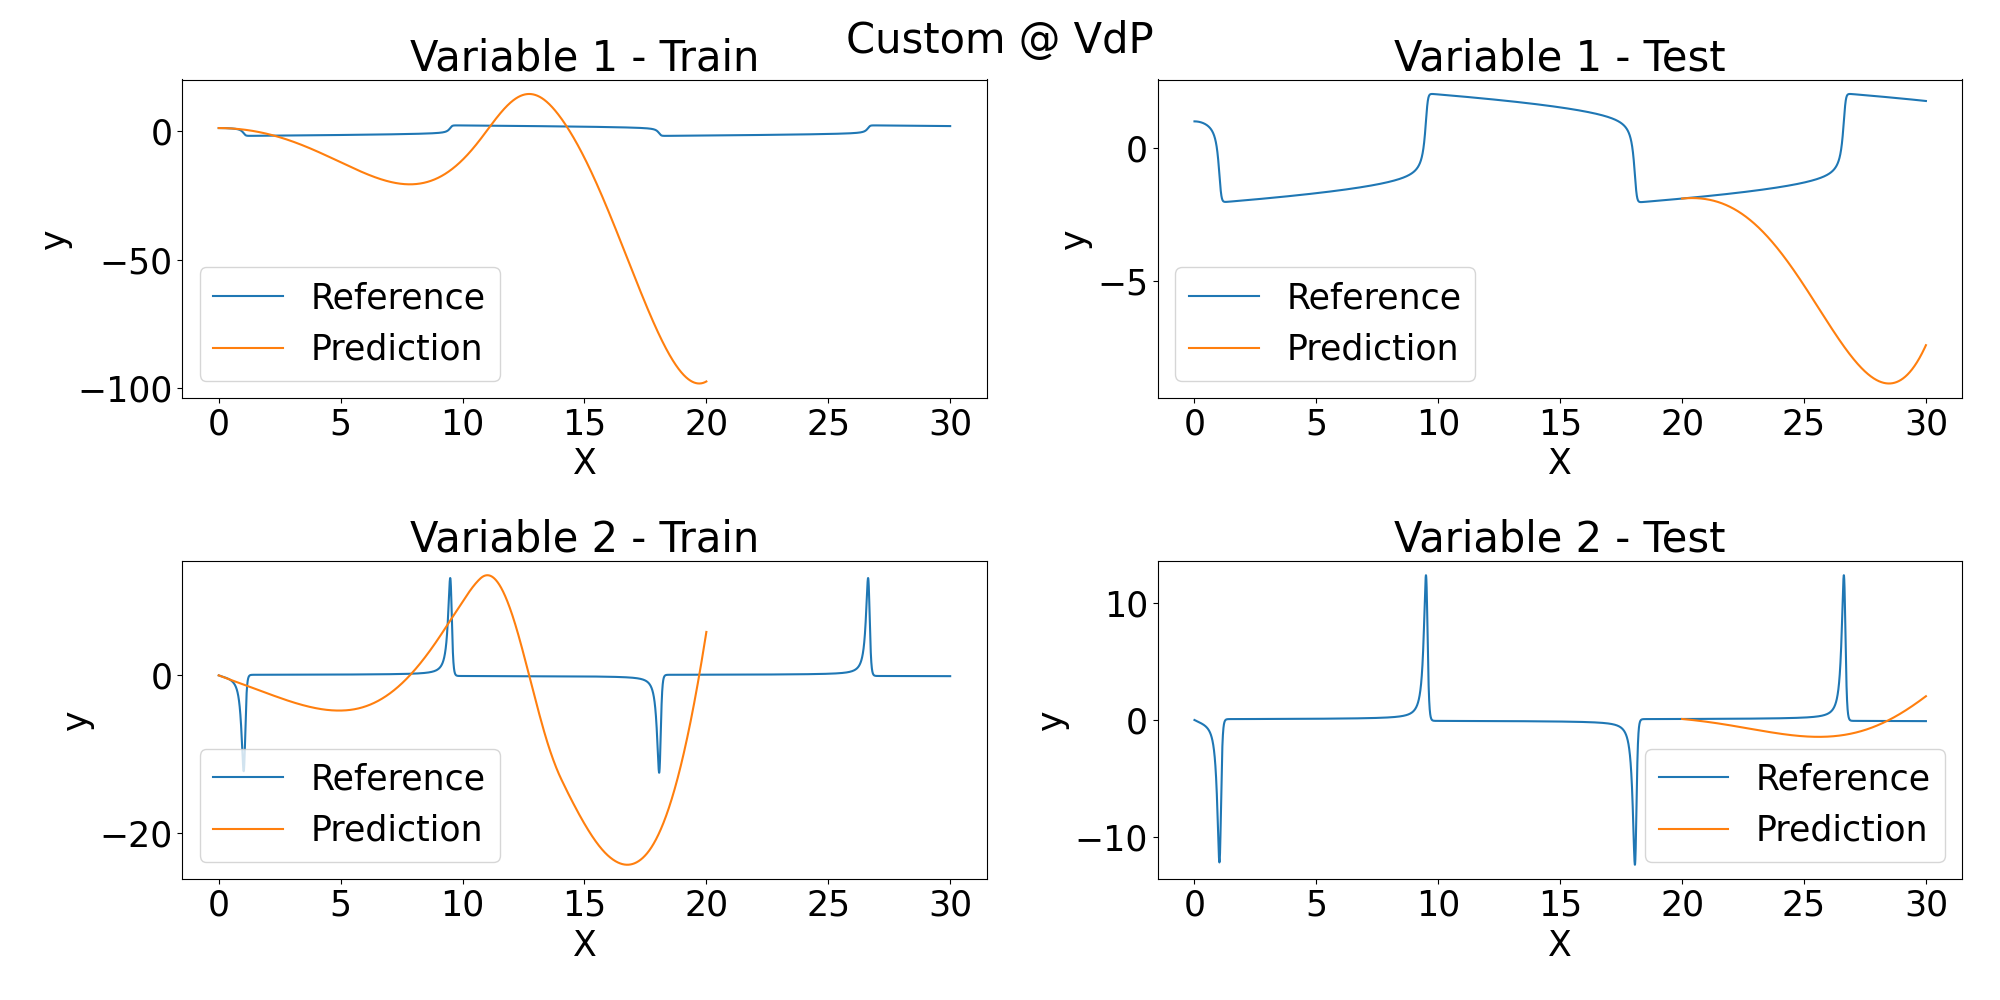 Custom @ VdP
Variable 1 - Train
0
−50
−100
y
Reference
Prediction
0 5 10 15 20 25 30
X
Variable 1 - Test
0
−5
y
Reference
Prediction
0 5 10 15 20 25 30
X
Variable 2 - Train
0
−20
y
Reference
Prediction
0 5 10 15 20 25 30
X
Variable 2 - Test
10
0
−10
y
Reference
Prediction
0 5 10 15 20 25 30
X